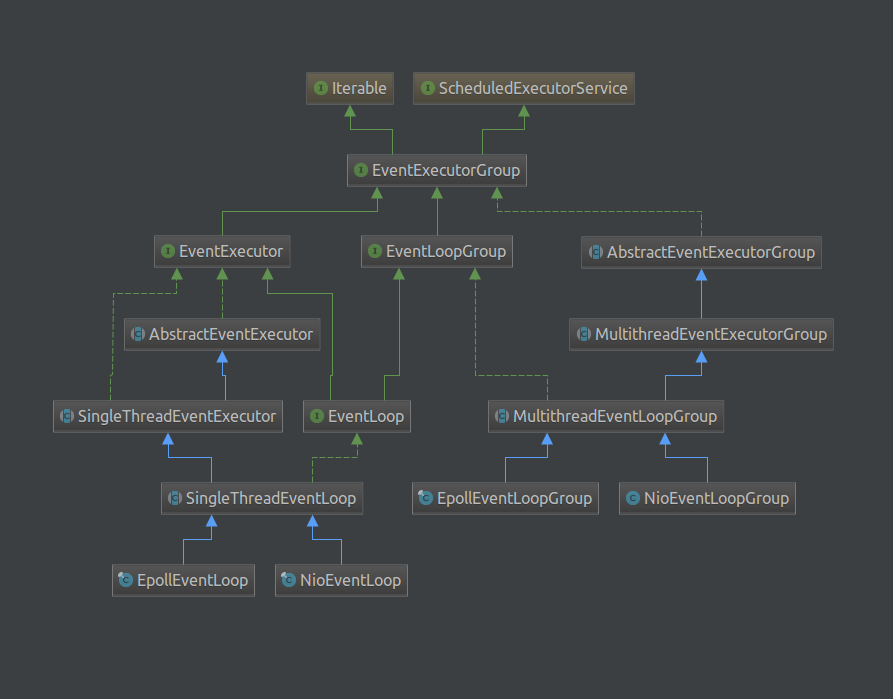 Iterable
ScheduledExecutorService
EventExecutorGroup
EventExecutor
EventLoopGroup
AbstractEventExecutorGroup
AbstractEventExecutor
MultithreadEventExecutorGroup
SingleThreadEventExecutor
EventLoop
MultithreadEventLoopGroup
SingleThreadEventLoop
EpollEventLoopGroup
NioEventLoopGroup
EpollEventLoop
NioEventLoop